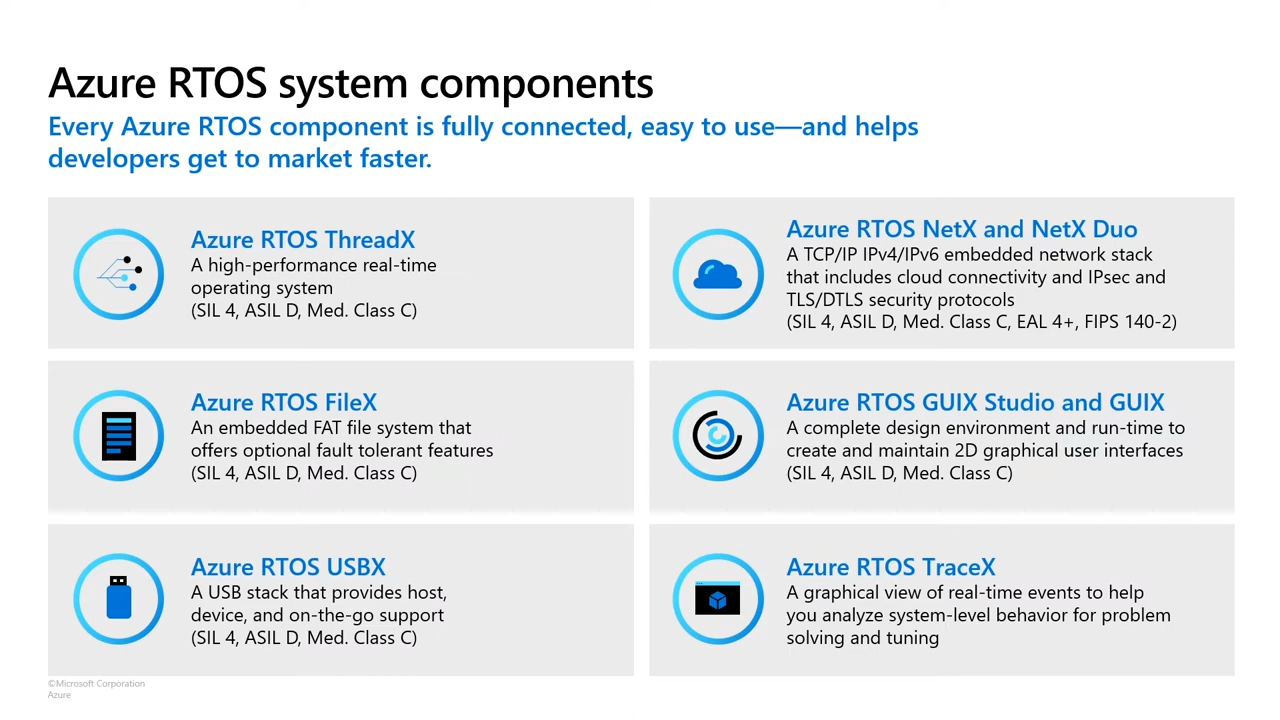 Azure RTOS system components
Every Azure RTOS component is fully connected, easy to use—and helps
developers get to market faster.
Azure RTOS ThreadX
A high-performance real-time
operating system
(SIL 4, ASIL D, Med. Class C)
Azure RTOS NetX and NetX Duo
A TCP/IP IPv4/IPv6 embedded network stack
that includes cloud connectivity and IPsec and
TLS/DTLS security protocols
(SIL 4, ASIL D, Med. Class C, EAL 4+, FIPS 140-2)
Azure RTOS FileX
An embedded FAT file system that
offers optional fault tolerant features
(SIL 4, ASIL D, Med. Class C)
Azure RTOS GUIX Studio and GUIX
A complete design environment and run-time to
create and maintain 2D graphical user interfaces
(SIL 4, ASIL D, Med. Class C)
Azure RTOS USBX
A USB stack that provides host,
device, and on-the-go support
(SIL 4, ASIL D, Med. Class C)
Azure RTOS TraceX
A graphical view of real-time events to help
you analyze system-level behavior for problem
solving and tuning
©Microsoft Corporation
Azure